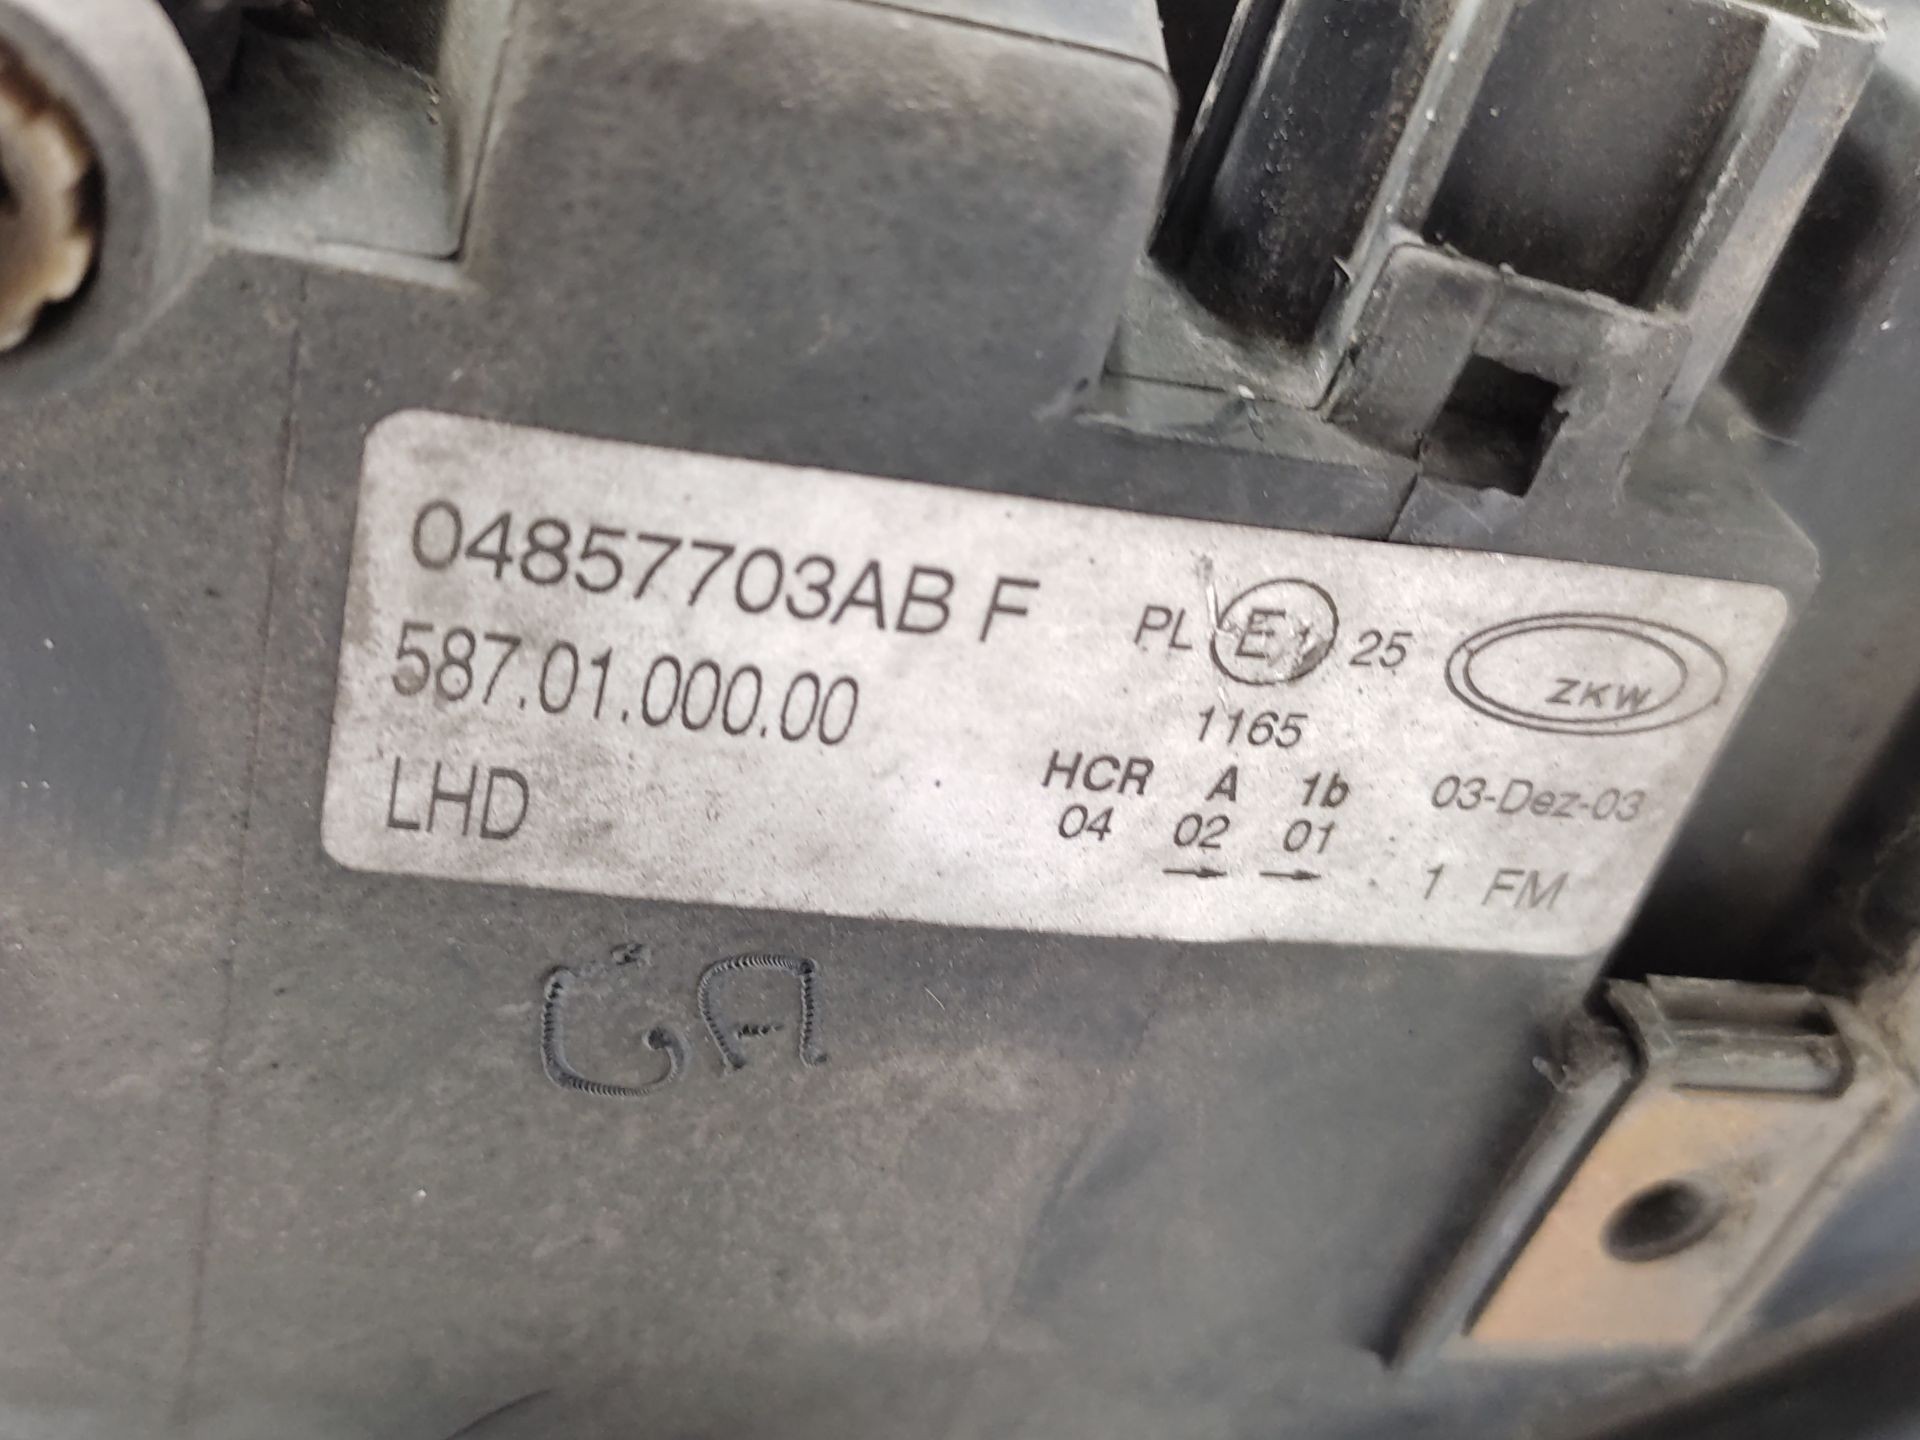 04857703AB F
587.01.000.00
LHD
PL E1 25
1165
HCR A 1b
04 02 01
→ →
ZKW
03-Dez-03
1 FM
GA